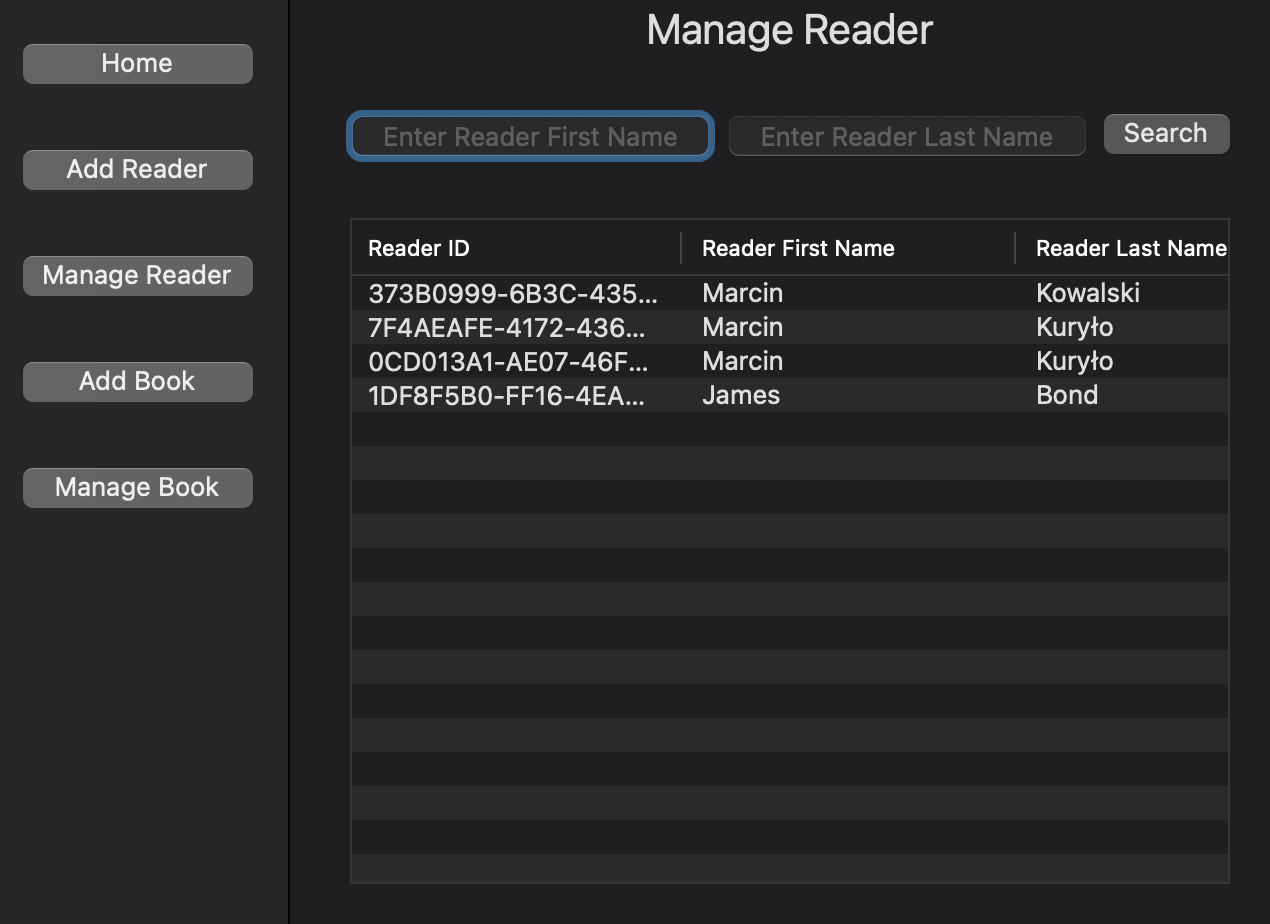 Home
Add Reader
Manage Reader
Add Book
Manage Book
Manage Reader
Enter Reader First Name Enter Reader Last Name Search
Reader ID Reader First Name Reader Last Name
373B0999-6B3C-435... Marcin Kowalski
7F4AEAFE-4172-436... Marcin Kuryło
0CD013A1-AE07-46F... Marcin Kuryło
1DF8F5B0-FF16-4EA... James Bond